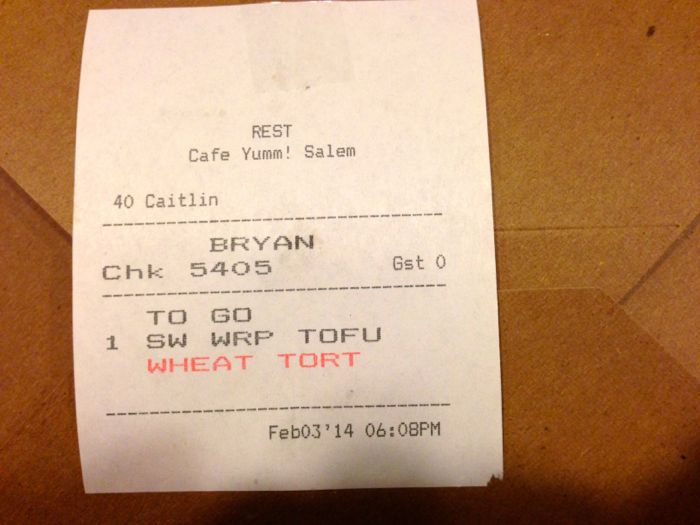 REST
Cafe Yumm! Salem
40 Caitlin
BRYAN
Chk 5405 Gst 0
TO GO
1 SW WRP TOFU
WHEAT TORT
Feb03'14 06:08PM